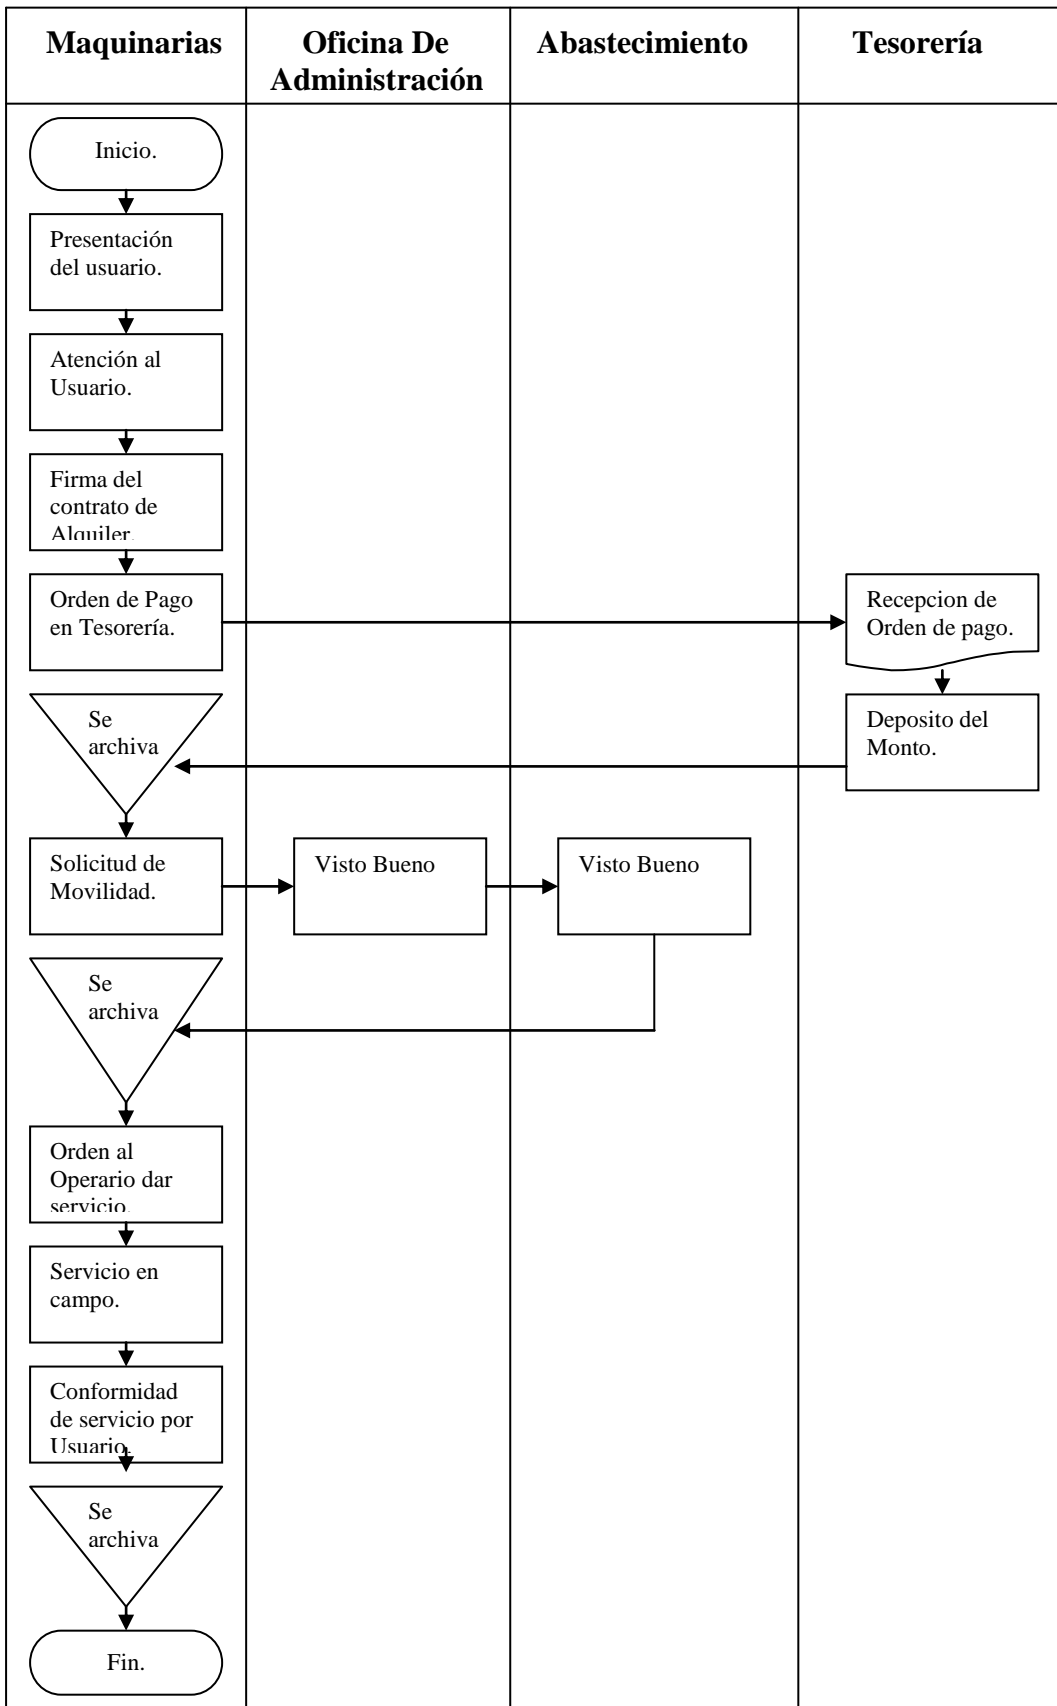 Maquinarias
Oficina De
Administración
Abastecimiento
Tesorería
Inicio.
Presentación
del usuario.
Atención al
Usuario.
Firma del
contrato de
Alquiler.
Orden de Pago
en Tesorería.
Recepcion de
Orden de pago.
Se
archiva
Deposito del
Monto.
Solicitud de
Movilidad.
Visto Bueno
Visto Bueno
Se
archiva
Orden al
Operario dar
servicio.
Servicio en
campo.
Conformidad
de servicio por
Usuario.
Se
archiva
Fin.